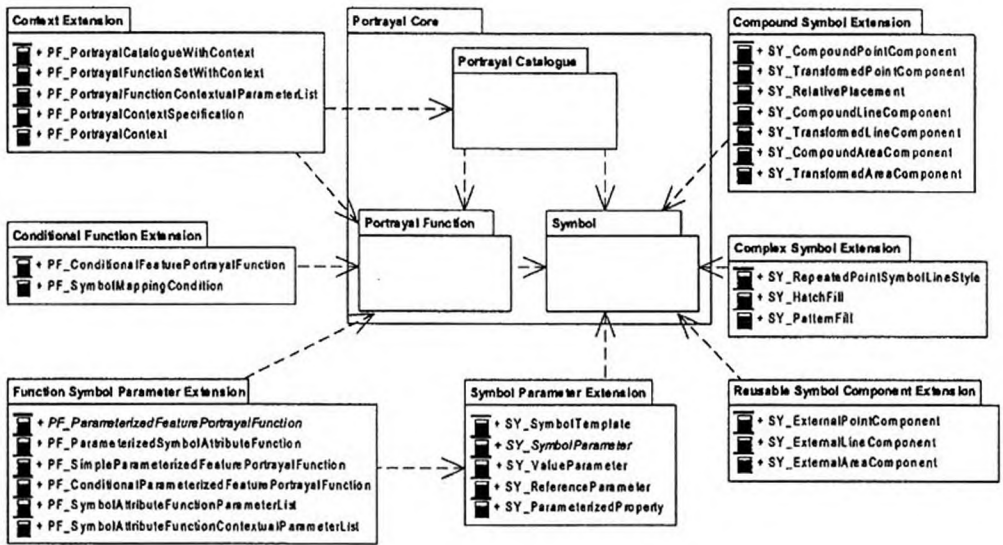 Context Extension
+ PF_PortrayalCatalogueWithContext
+ PF_PortrayalFunctionSetWithContext
+ PF_PortrayalFunctionContextualParameterList
+ PF_PortrayalContextSpecification
+ PF_PortrayalContext
Portrayal Core
Portrayal Catalogue
Portrayal Function
Symbol
Compound Symbol Extension
+ SY_CompoundPointComponent
+ SY_TransformedPointComponent
+ SY_RelativePlacement
+ SY_CompoundLineComponent
+ SY_TransformedLineComponent
+ SY_CompoundAreaComponent
+ SY_TransformedAreaComponent
Conditional Function Extension
+ PF_ConditionalFeaturePortrayalFunction
+ PF_SymbolMappingCondition
Complex Symbol Extension
+ SY_RepeatedPointSymbolLineStyle
+ SY_HatchFill
+ SY_PatternFill
Function Symbol Parameter Extension
+ PF_ParameterizedFeaturePortrayalFunction
+ PF_ParameterizedSymbolAttributeFunction
+ PF_SimpleParameterizedFeaturePortrayalFunction
+ PF_ConditionalParameterizedFeaturePortrayalFunction
+ PF_SymbolAttributeFunctionParameterList
+ PF_SymbolAttributeFunctionContextualParameterList
Symbol Parameter Extension
+ SY_SymbolTemplate
+ SY_SymbolParameter
+ SY_ValueParameter
+ SY_ReferenceParameter
+ SY_ParameterizedProperty
Reusable Symbol Component Extension
+ SY_ExternalPointComponent
+ SY_ExternalLineComponent
+ SY_ExternalAreaComponent